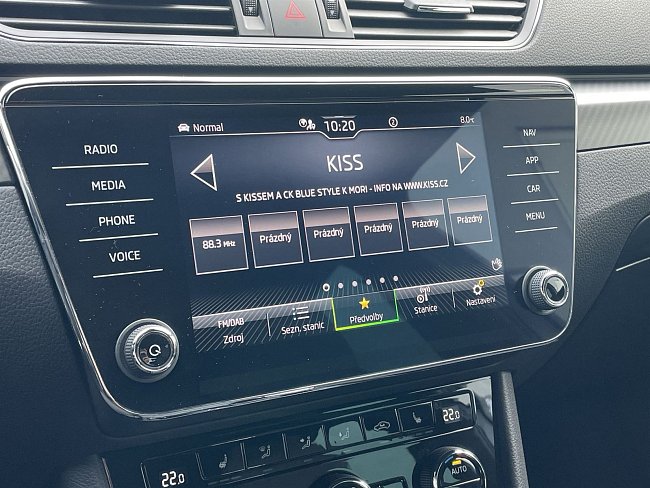 Normal
10:20
8.0°C
RADIO
MEDIA
PHONE
VOICE
NAV
APP
CAR
MENU
KISS
S KISSEM A CK BLUE STYLE K MOŘI - INFO NA WWW.KISS.CZ
88.3 MHz Prázdný Prázdný Prázdný Prázdný Prázdný
FM/DAB
Zdroj
Sezn. stanic
Předvolby
Stanice
Nastavení
22.0
22.0
AUTO